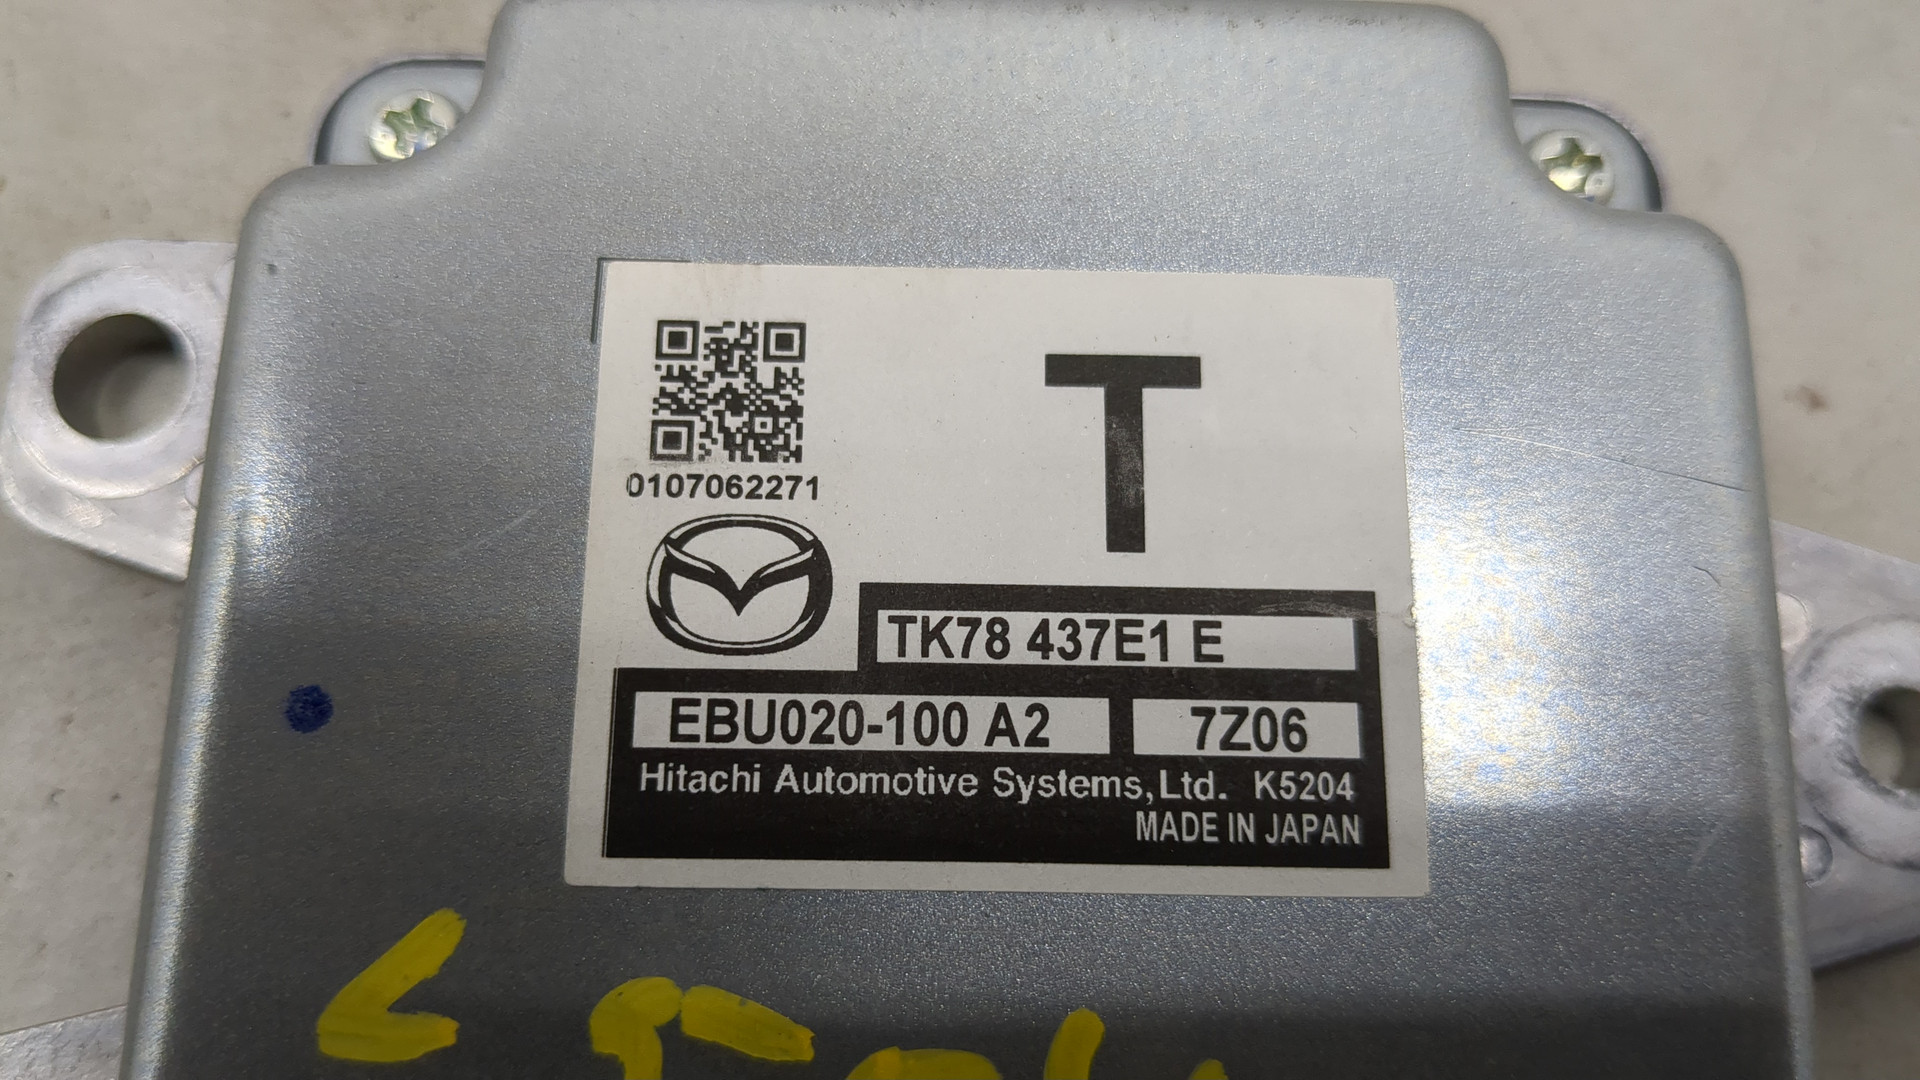 T
0107062271
TK78 437E1 E
EBU020-100 A2
7Z06
Hitachi Automotive Systems,Ltd. K5204
MADE IN JAPAN